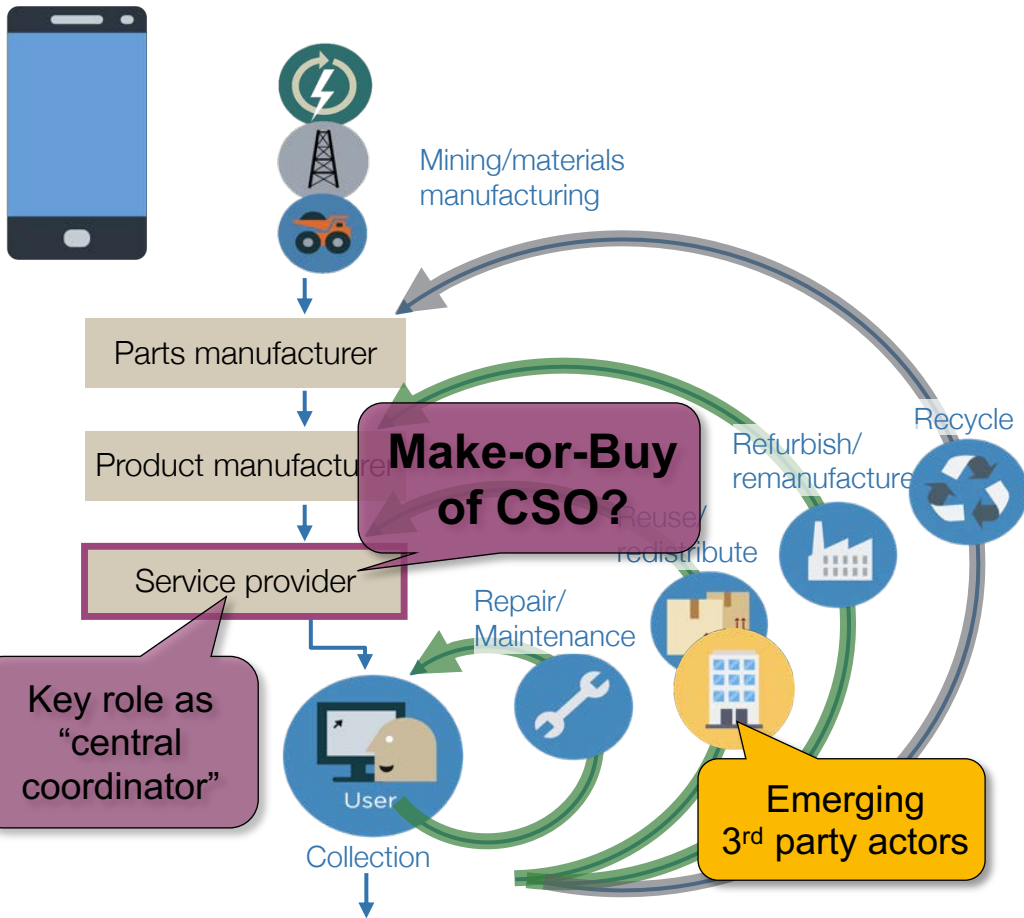 Mining/materials
manufacturing
Parts manufacturer
Product manufacturer
Make-or-Buy
of CSO?
Recycle
Refurbish/
remanufacture
Reuse/
redistribute
Service provider
Repair/
Maintenance
Key role as
“central
coordinator”
User
Collection
Emerging
3rd party actors